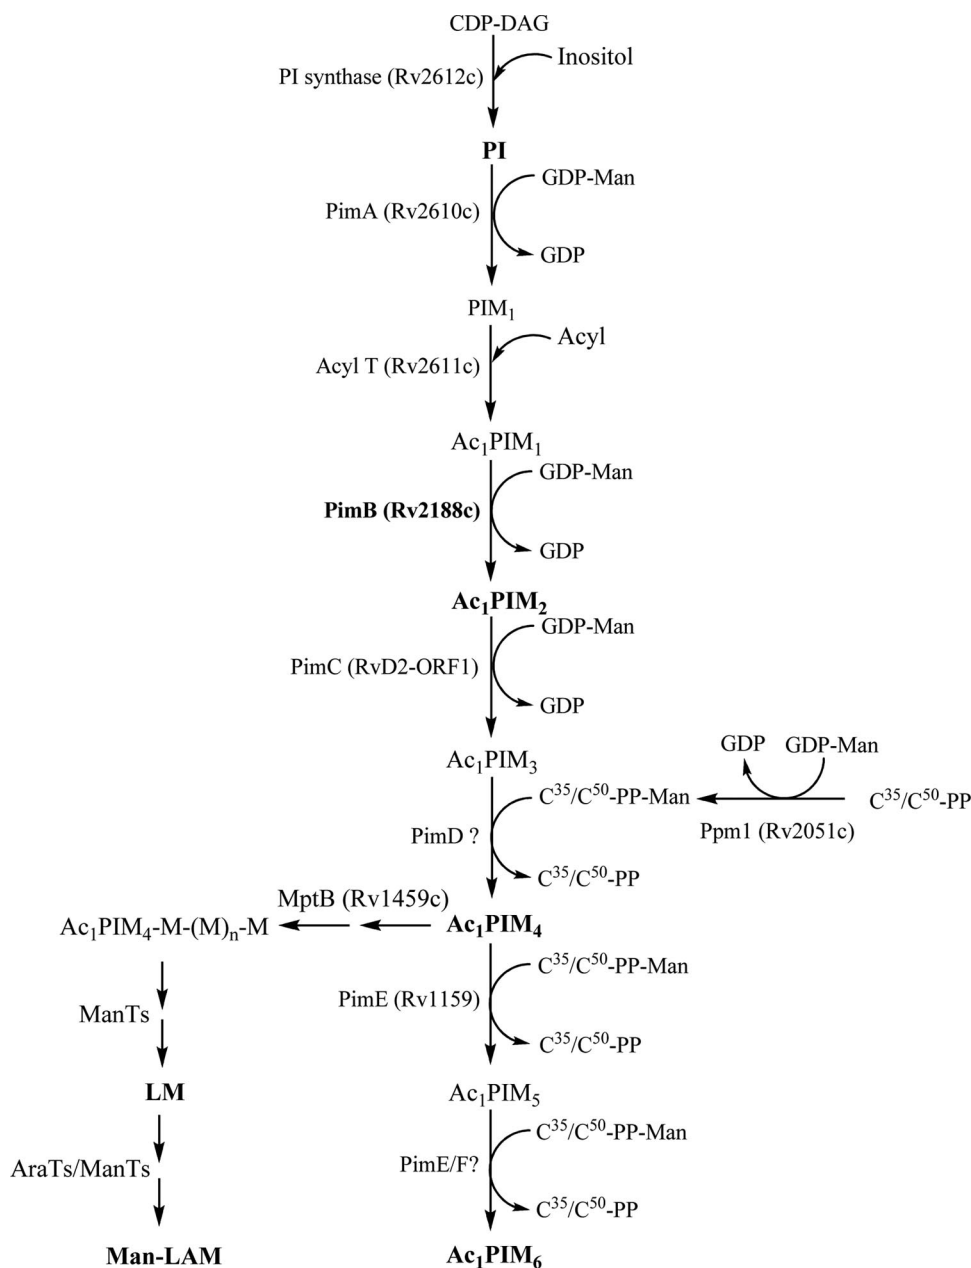 CDP-DAG
Inositol
PI synthase (Rv2612c)
PI
GDP-Man
PimA (Rv2610c)
GDP
PIM₁
Acyl
Acyl T (Rv2611c)
Ac₁PIM₁
GDP-Man
PimB (Rv2188c)
GDP
Ac₁PIM₂
GDP-Man
PimC (RvD2-ORF1)
GDP
Ac₁PIM₃
GDP GDP-Man
C³⁵/C⁵⁰-PP-Man
C³⁵/C⁵⁰-PP
Ppm1 (Rv2051c)
PimD ?
C³⁵/C⁵⁰-PP
MptB (Rv1459c)
Ac₁PIM₄-M-(M)ₙ-M
Ac₁PIM₄
C³⁵/C⁵⁰-PP-Man
PimE (Rv1159)
ManTs
C³⁵/C⁵⁰-PP
LM
Ac₁PIM₅
C³⁵/C⁵⁰-PP-Man
AraTs/ManTs
PimE/F?
C³⁵/C⁵⁰-PP
Man-LAM
Ac₁PIM₆